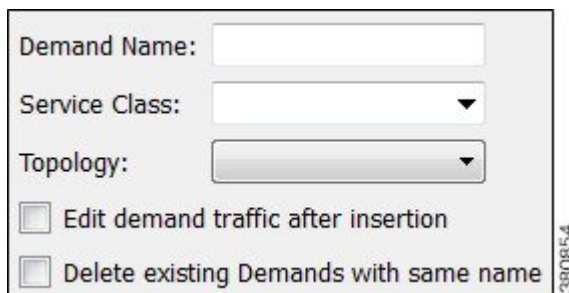 Demand Name:
Service Class:
Topology:
Edit demand traffic after insertion
Delete existing Demands with same name
380854